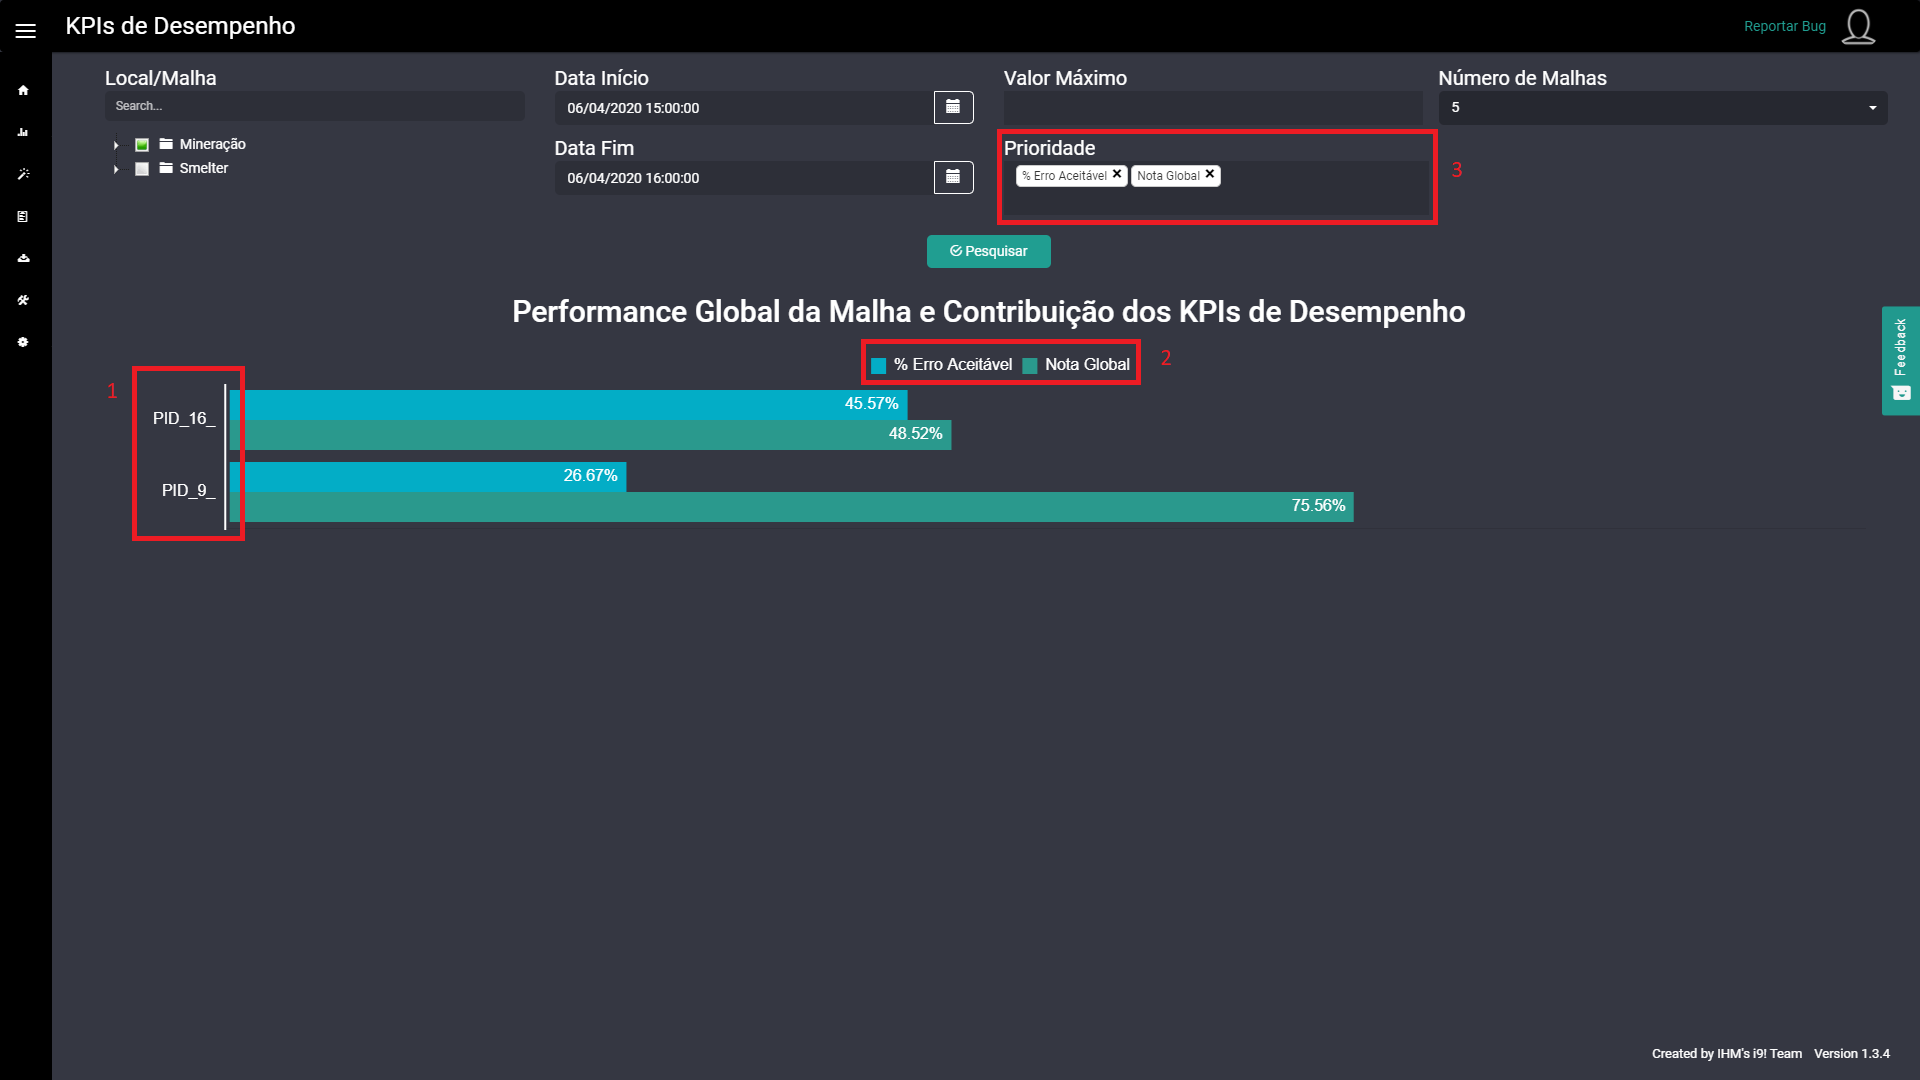 KPIs de Desempenho
Reportar Bug
Local/Malha
Search...
Mineração
Smelter
Data Início
06/04/2020 15:00:00
Data Fim
06/04/2020 16:00:00
Valor Máximo
Prioridade
% Erro Aceitável × Nota Global ×
3
Número de Malhas
5
Pesquisar
Performance Global da Malha e Contribuição dos KPIs de Desempenho
% Erro Aceitável Nota Global
2
1
PID_16_
45.57%
48.52%
PID_9_
26.67%
75.56%
Feedback
Created by IHM's i9! Team Version 1.3.4